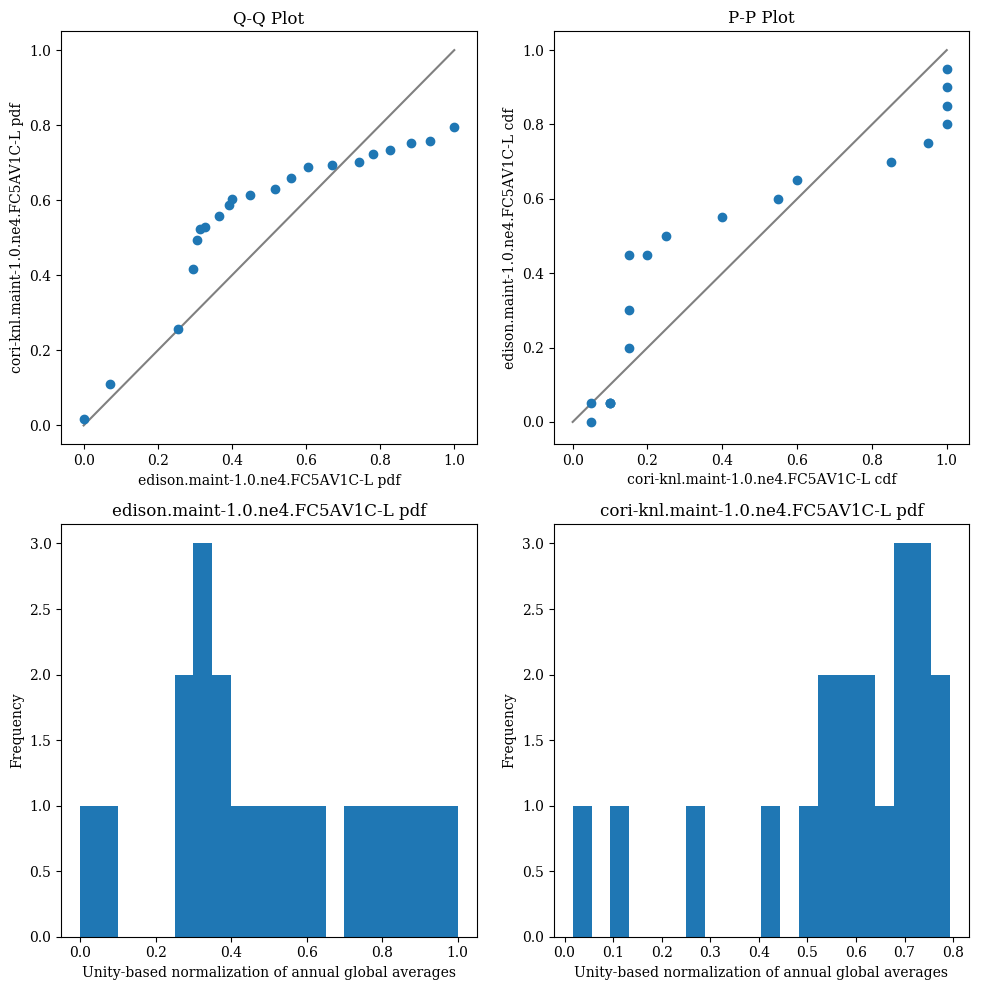 Q-Q Plot
1.0
0.8
0.6
0.4
0.2
0.0
cori-knl.maint-1.0.ne4.FC5AV1C-L pdf
0.0 0.2 0.4 0.6 0.8 1.0
edison.maint-1.0.ne4.FC5AV1C-L pdf
P-P Plot
1.0
0.8
0.6
0.4
0.2
0.0
edison.maint-1.0.ne4.FC5AV1C-L cdf
0.0 0.2 0.4 0.6 0.8 1.0
cori-knl.maint-1.0.ne4.FC5AV1C-L cdf
edison.maint-1.0.ne4.FC5AV1C-L pdf
3.0
2.5
2.0
1.5
1.0
0.5
0.0
Frequency
0.0 0.2 0.4 0.6 0.8 1.0
Unity-based normalization of annual global averages
cori-knl.maint-1.0.ne4.FC5AV1C-L pdf
3.0
2.5
2.0
1.5
1.0
0.5
0.0
Frequency
0.0 0.1 0.2 0.3 0.4 0.5 0.6 0.7 0.8
Unity-based normalization of annual global averages